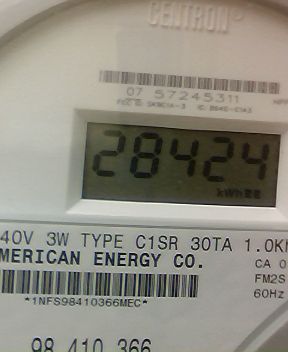 CENTRON®
07 57245311
28424
kWh
40V 3W TYPE C1SR 30TA 1.0K
MERICAN ENERGY CO.
CA 0
FM2S
60Hz
*1NFS98410366MEC*
98 410 366